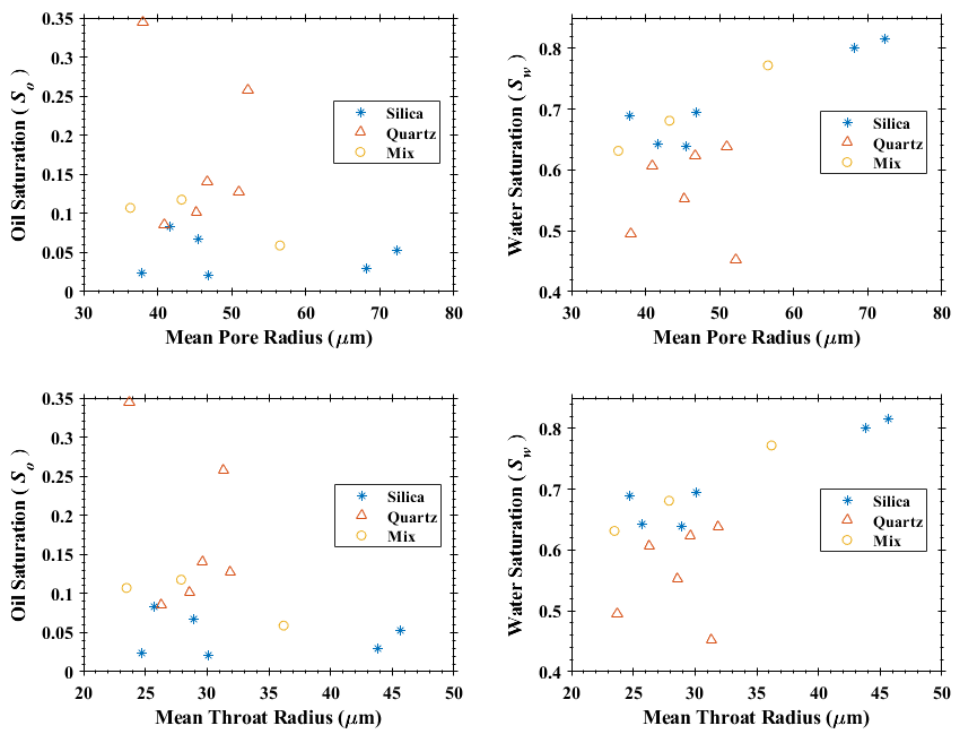 0.35
0.3
0.25
0.2
0.15
0.1
0.05
0
Oil Saturation (S_o)
30 40 50 60 70 80
Mean Pore Radius (μm)
Silica
Quartz
Mix
0.8
0.7
0.6
0.5
0.4
Water Saturation (S_w)
30 40 50 60 70 80
Mean Pore Radius (μm)
Silica
Quartz
Mix
0.35
0.3
0.25
0.2
0.15
0.1
0.05
0
Oil Saturation (S_o)
20 25 30 35 40 45 50
Mean Throat Radius (μm)
Silica
Quartz
Mix
0.8
0.7
0.6
0.5
0.4
Water Saturation (S_w)
20 25 30 35 40 45 50
Mean Throat Radius (μm)
Silica
Quartz
Mix